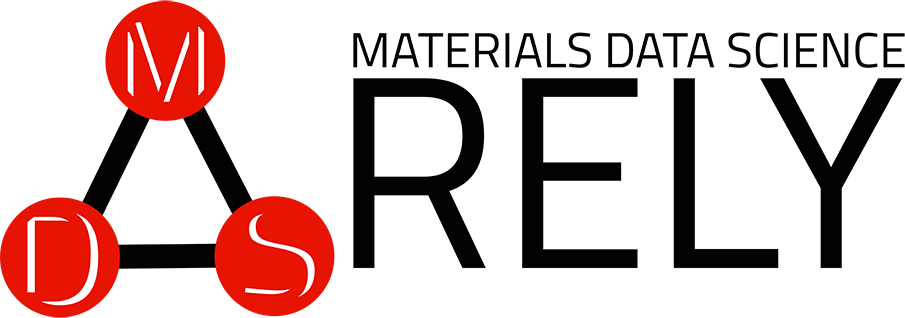 M
D S
MATERIALS DATA SCIENCE
RELY